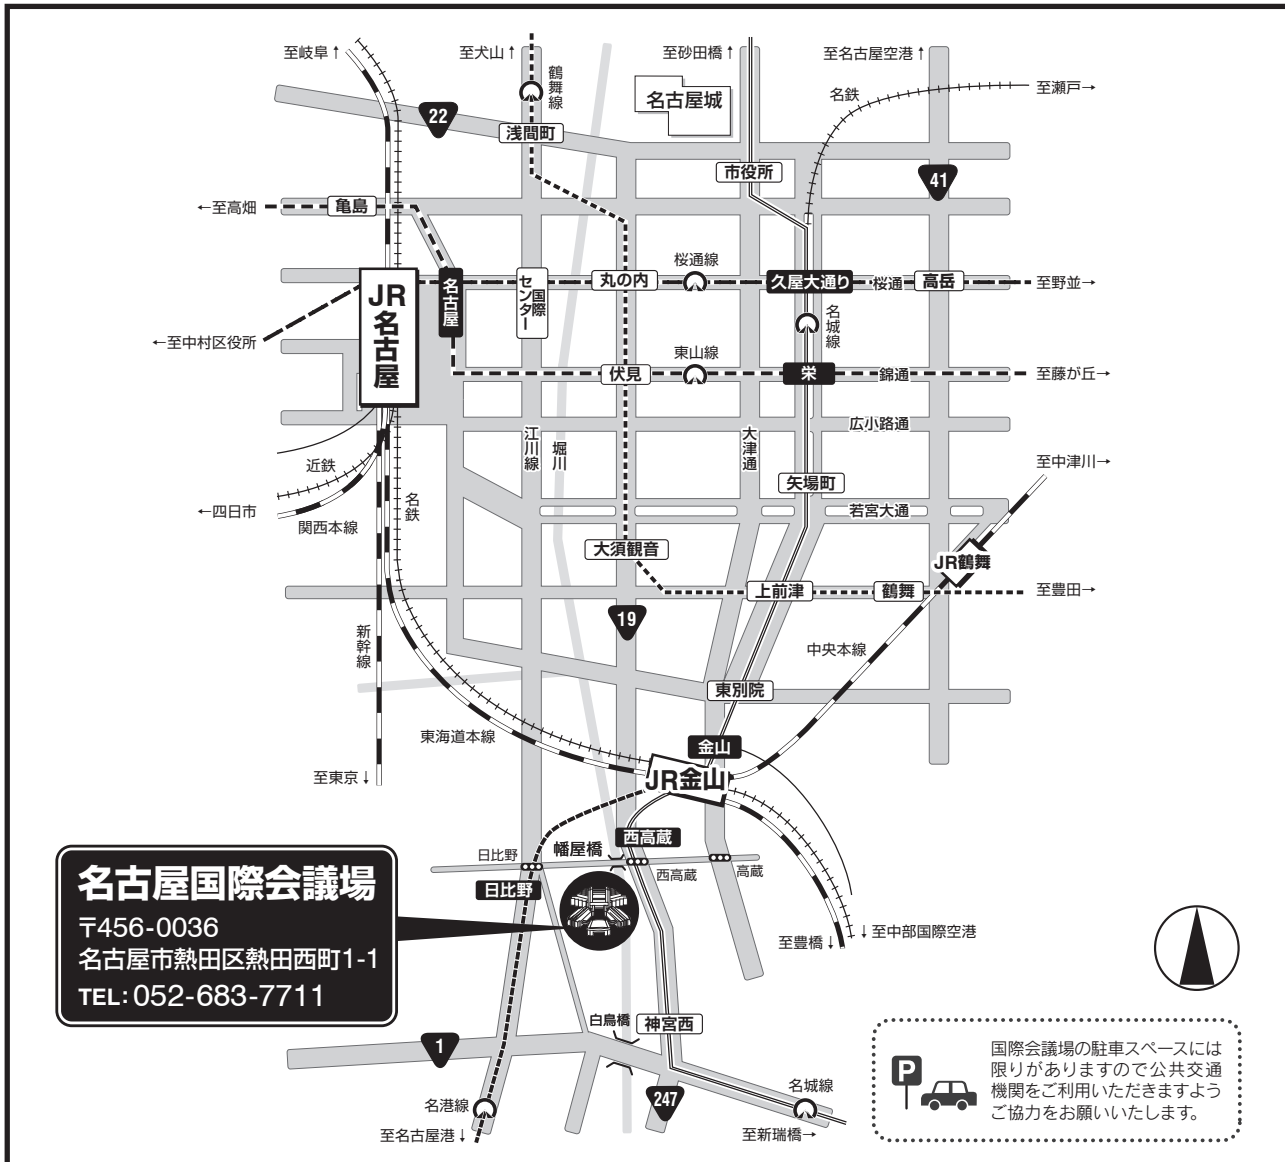 至岐阜↑
至犬山↑
鶴舞線
至砂田橋↑
至名古屋空港↑
名古屋城
名鉄
至瀬戸→
22
浅間町
市役所
41
←至高畑
亀島
JR名古屋
名古屋
国際センター
丸の内
桜通線
久屋大通り
桜通
高岳
至野並→
名城線
←至中村区役所
東山線
伏見
栄
錦通
至藤が丘→
江川線
堀川
大津通
広小路通
近鉄
←四日市
関西本線
名鉄
矢場町
至中津川→
若宮大通
大須観音
JR鶴舞
上前津
鶴舞
至豊田→
19
新幹線
中央本線
東別院
東海道本線
金山
JR金山
至東京↓
西高蔵
日比野
幡屋橋
西高蔵
高蔵
日比野
名古屋国際会議場
〒456-0036
名古屋市熱田区熱田西町1-1
TEL: 052-683-7711
至豊橋↓
↓至中部国際空港
白鳥橋
神宮西
1
247
名港線
至名古屋港↓
名城線
至新瑞橋→
P
国際会議場の駐車スペースには
限りがありますので公共交通
機関をご利用いただきますよう
ご協力をお願いいたします。